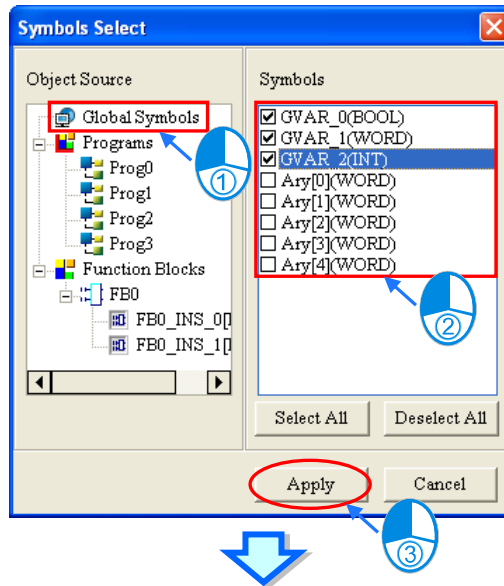 Symbols Select
Object Source
Global Symbols
Programs
Prog0
Prog1
Prog2
Prog3
Function Blocks
FB0
FB0_INS_0[
FB0_INS_1[
①
Symbols
GVAR_0(BOOL)
GVAR_1(WORD)
GVAR_2(INT)
Ary[0](WORD)
Ary[1](WORD)
Ary[2](WORD)
Ary[3](WORD)
Ary[4](WORD)
②
Select All
Deselect All
Apply
Cancel
③